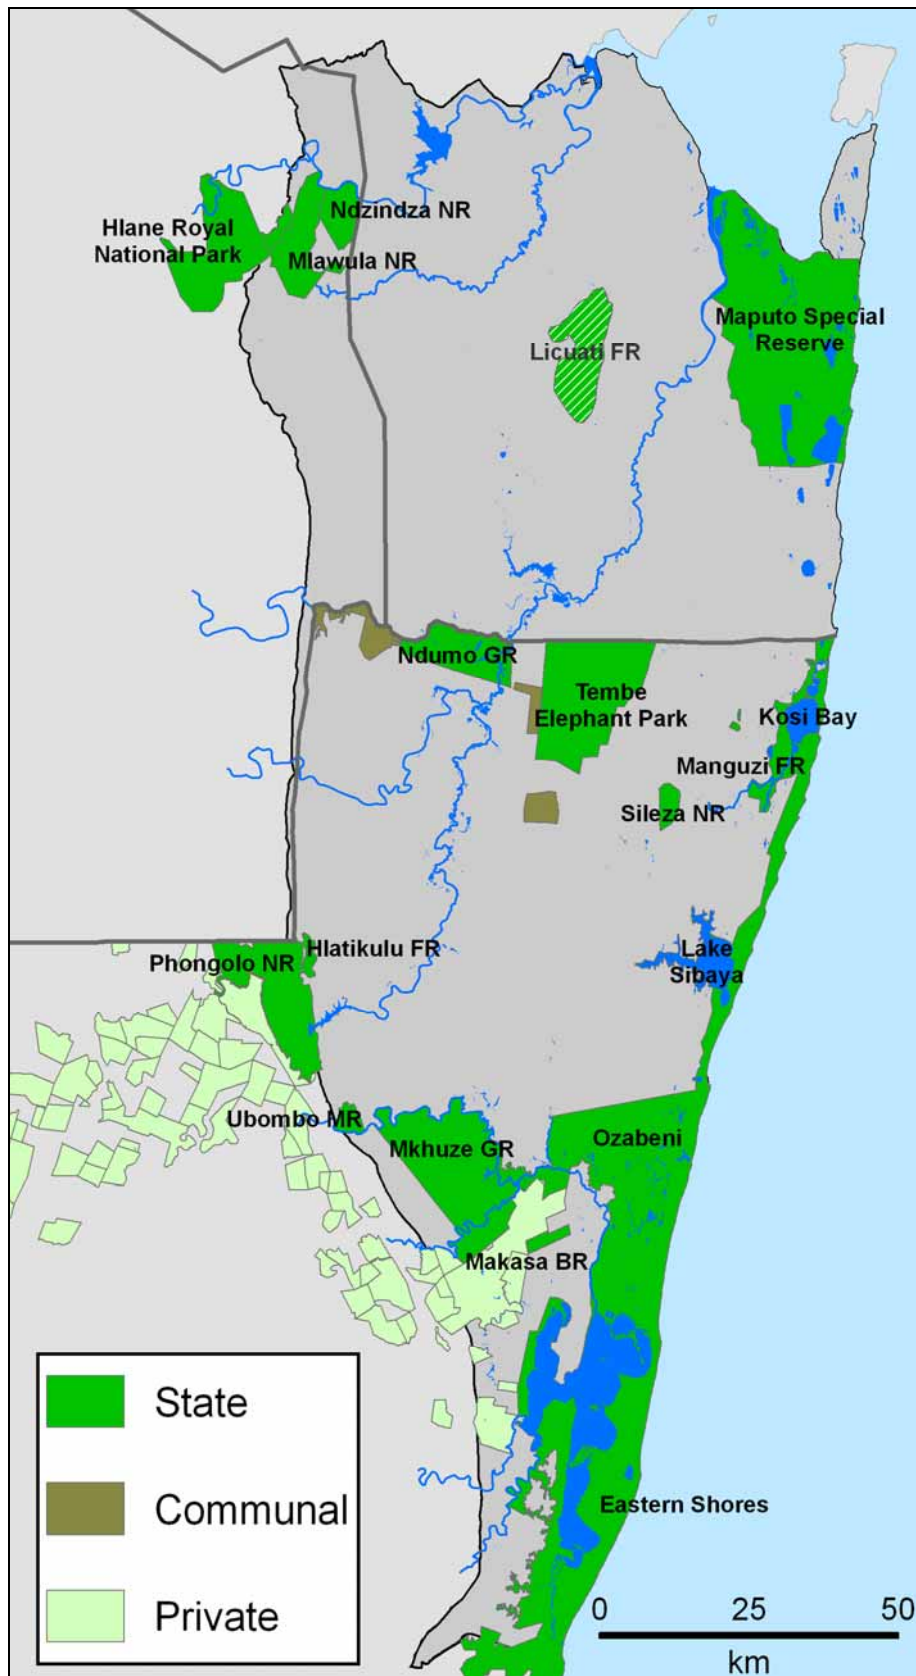 Ndzindza NR
Hlane Royal
National Park
Mlawula NR
Maputo Special
Reserve
Licuati FR
Ndumo GR
Tembe
Elephant Park
Kosi Bay
Manguzi FR
Sileza NR
Hlatikulu FR
Phongolo NR
Lake
Sibaya
Ubombo MR
Mkhuze GR
Ozabeni
Makasa BR
State
Communal
Private
Eastern Shores
0 25 50
km